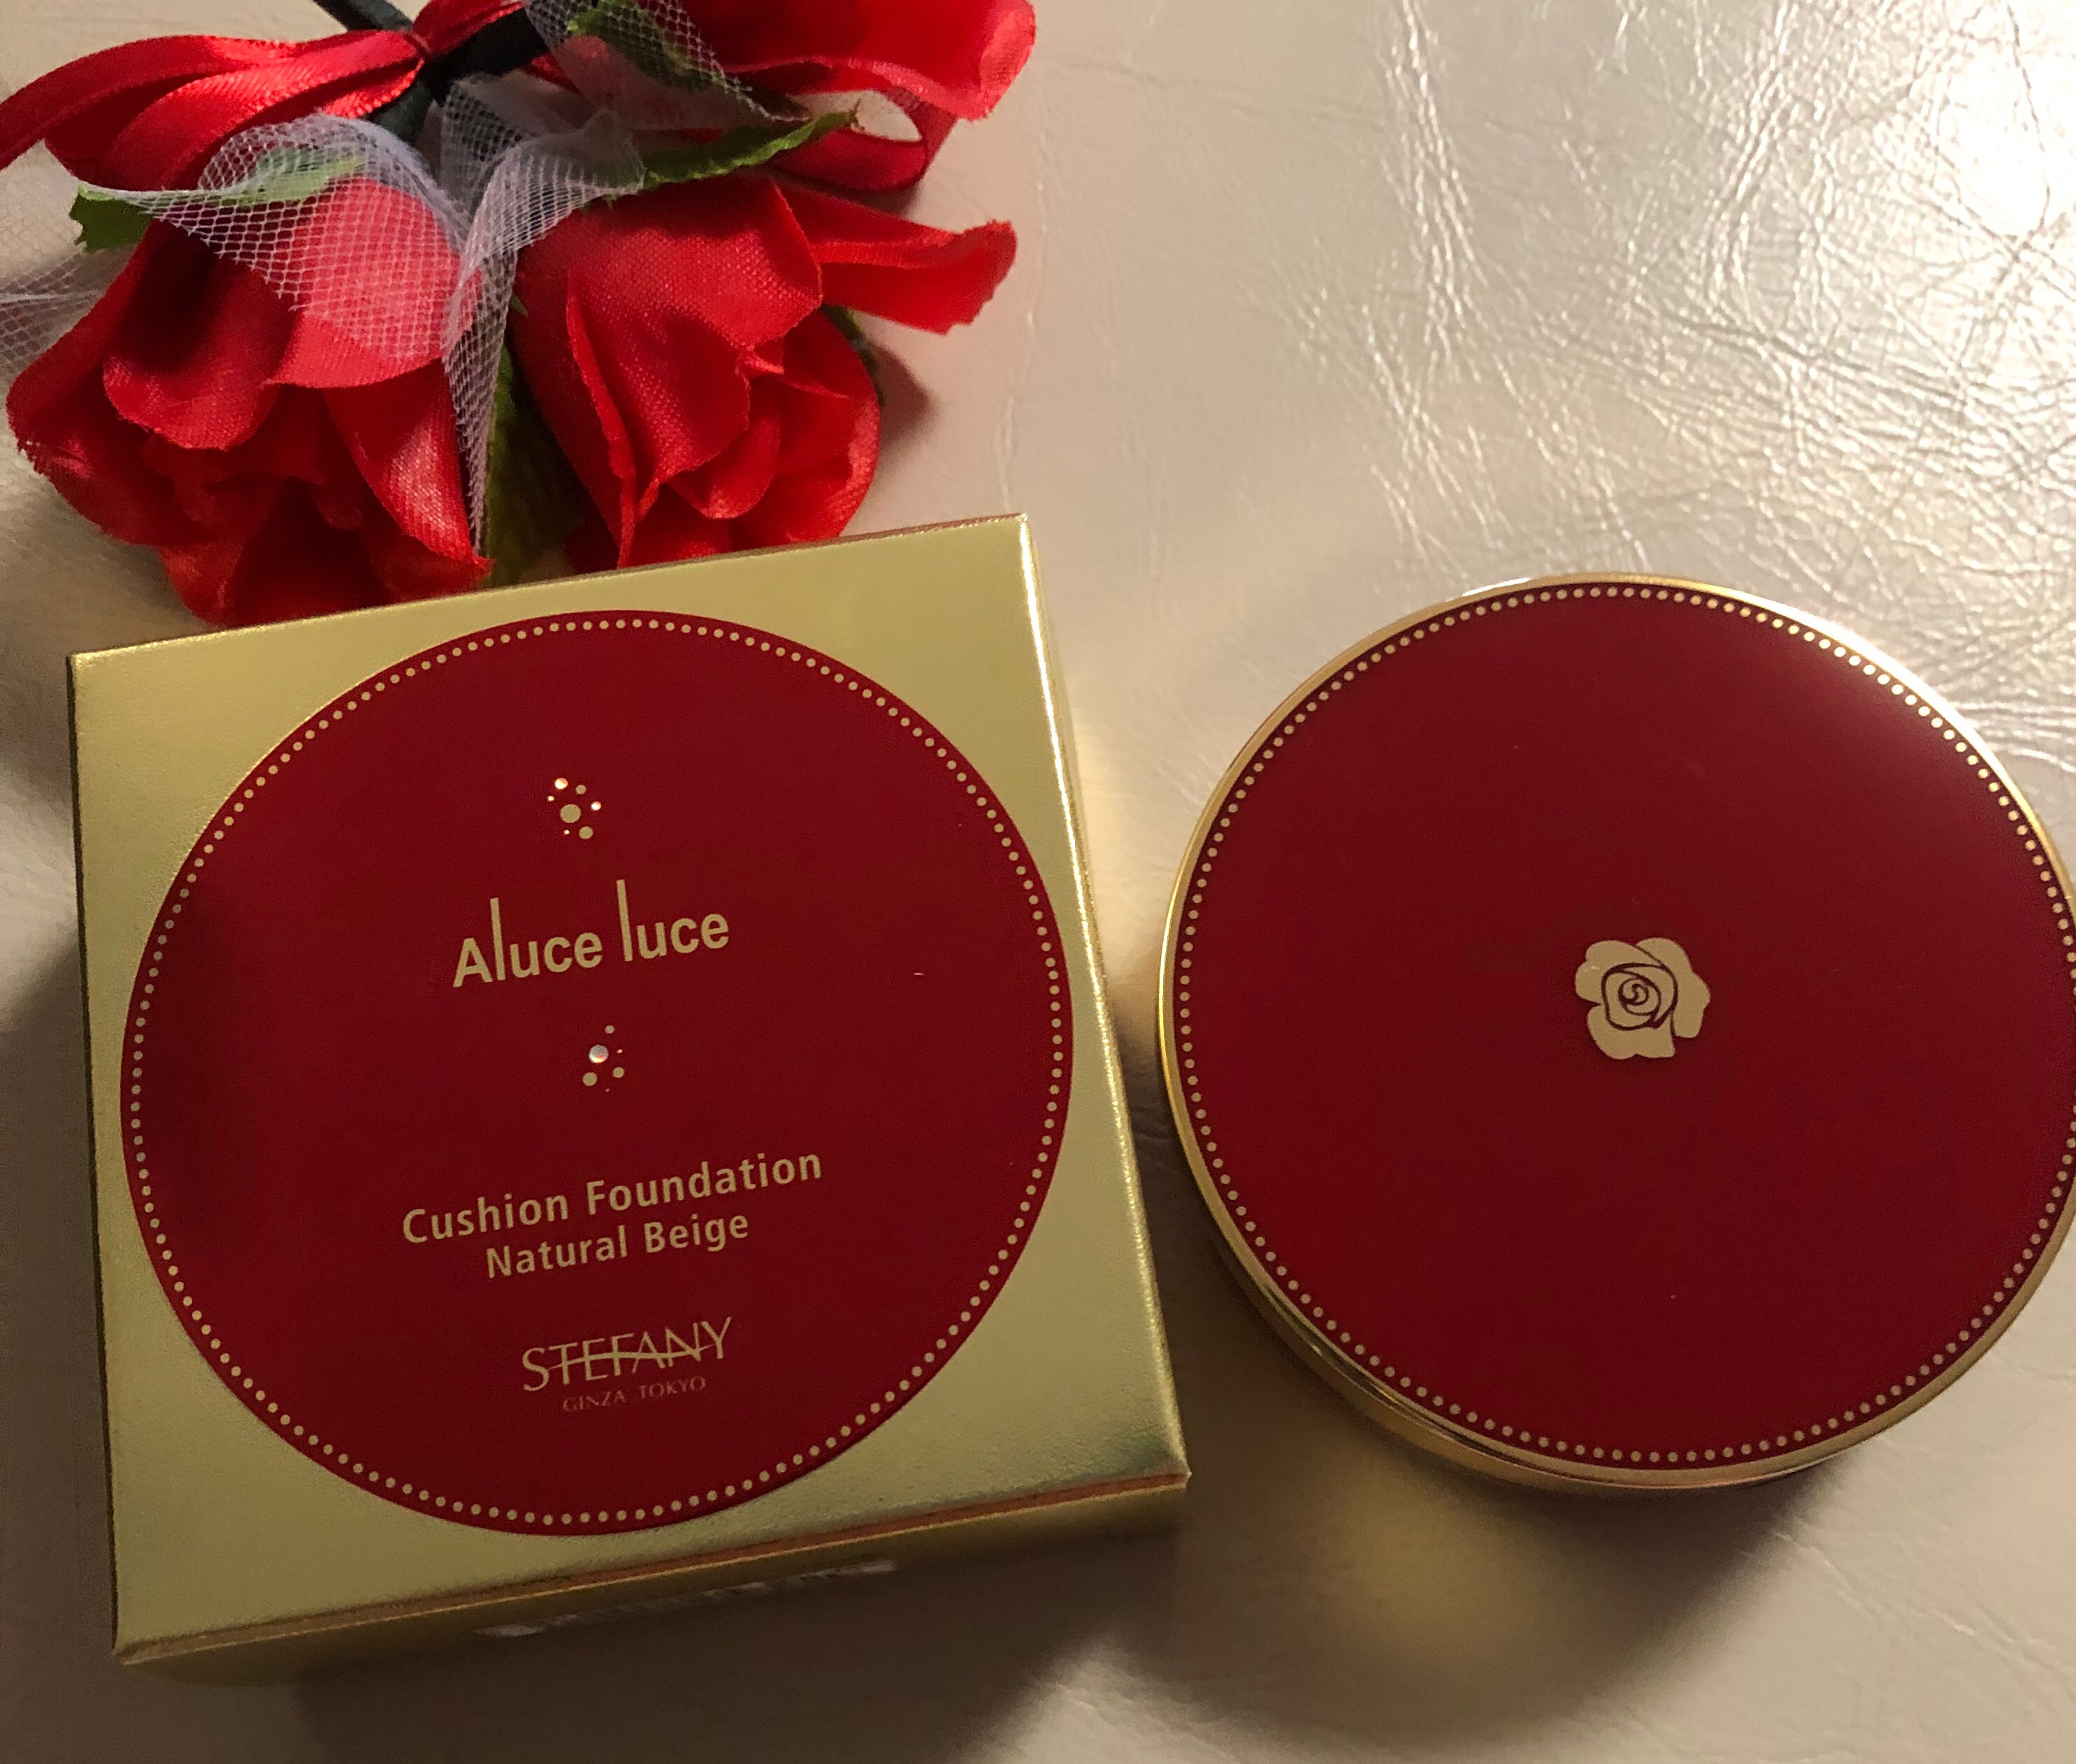 Aluce luce
Cushion Foundation
Natural Beige
STEFANY
GINZA TOKYO